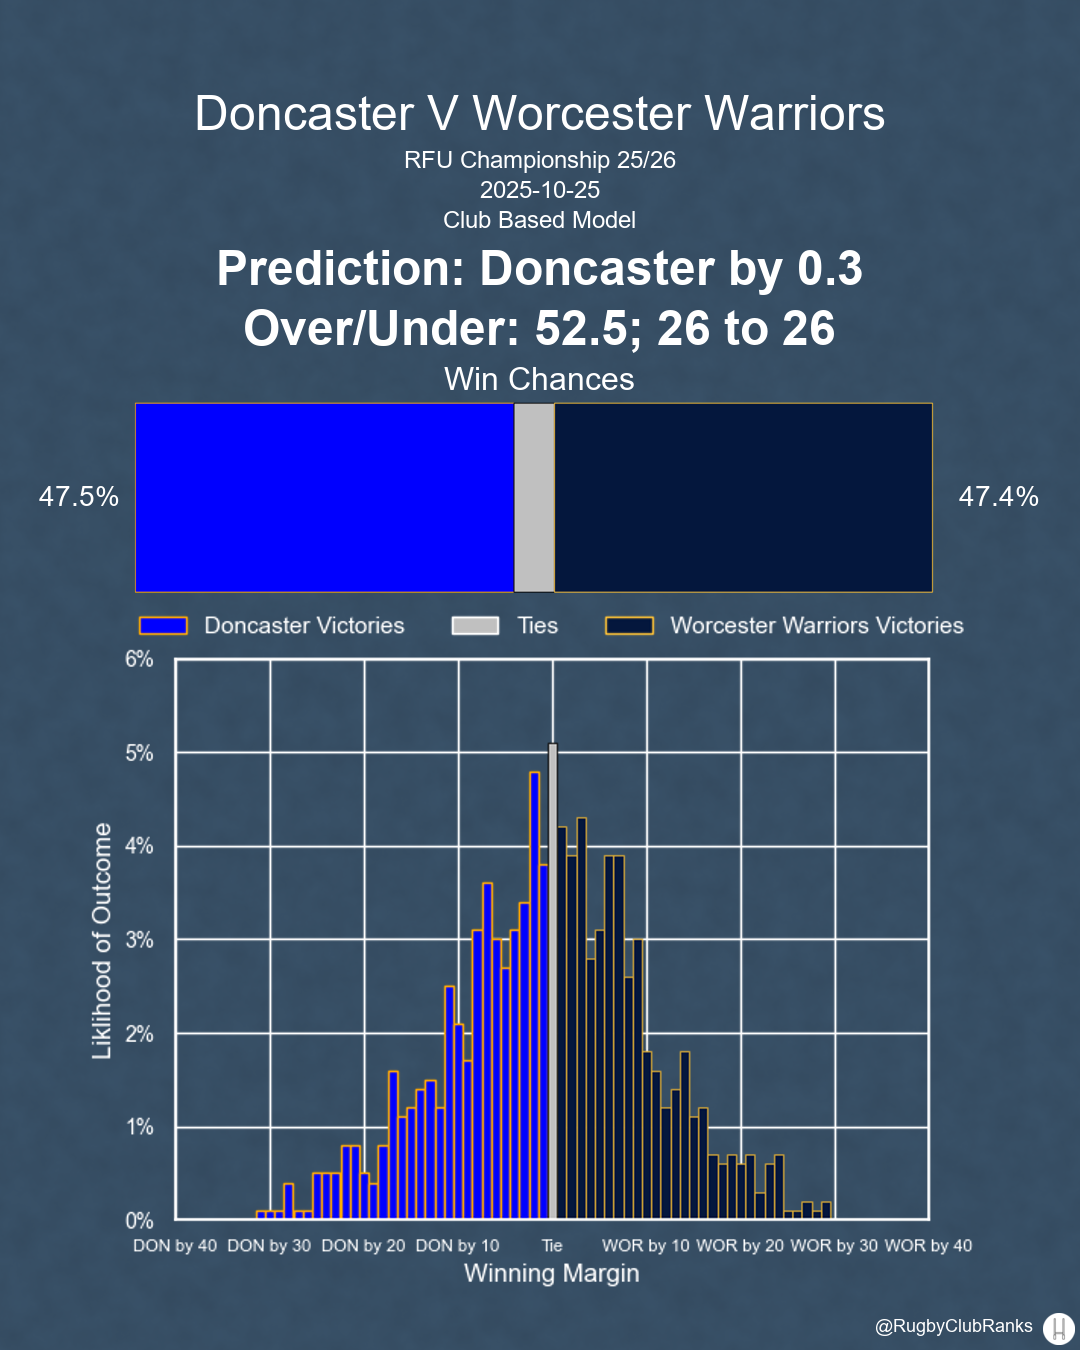 Doncaster V Worcester Warriors
RFU Championship 25/26
2025-10-25
Club Based Model
Prediction: Doncaster by 0.3
Over/Under: 52.5; 26 to 26
Win Chances
47.5%
47.4%
Doncaster Victories Ties Worcester Warriors Victories
6%
5%
4%
3%
2%
1%
0%
Liklihood of Outcome
DON by 40 DON by 30 DON by 20 DON by 10 Tie WOR by 10 WOR by 20 WOR by 30 WOR by 40
Winning Margin
@RugbyClubRanks